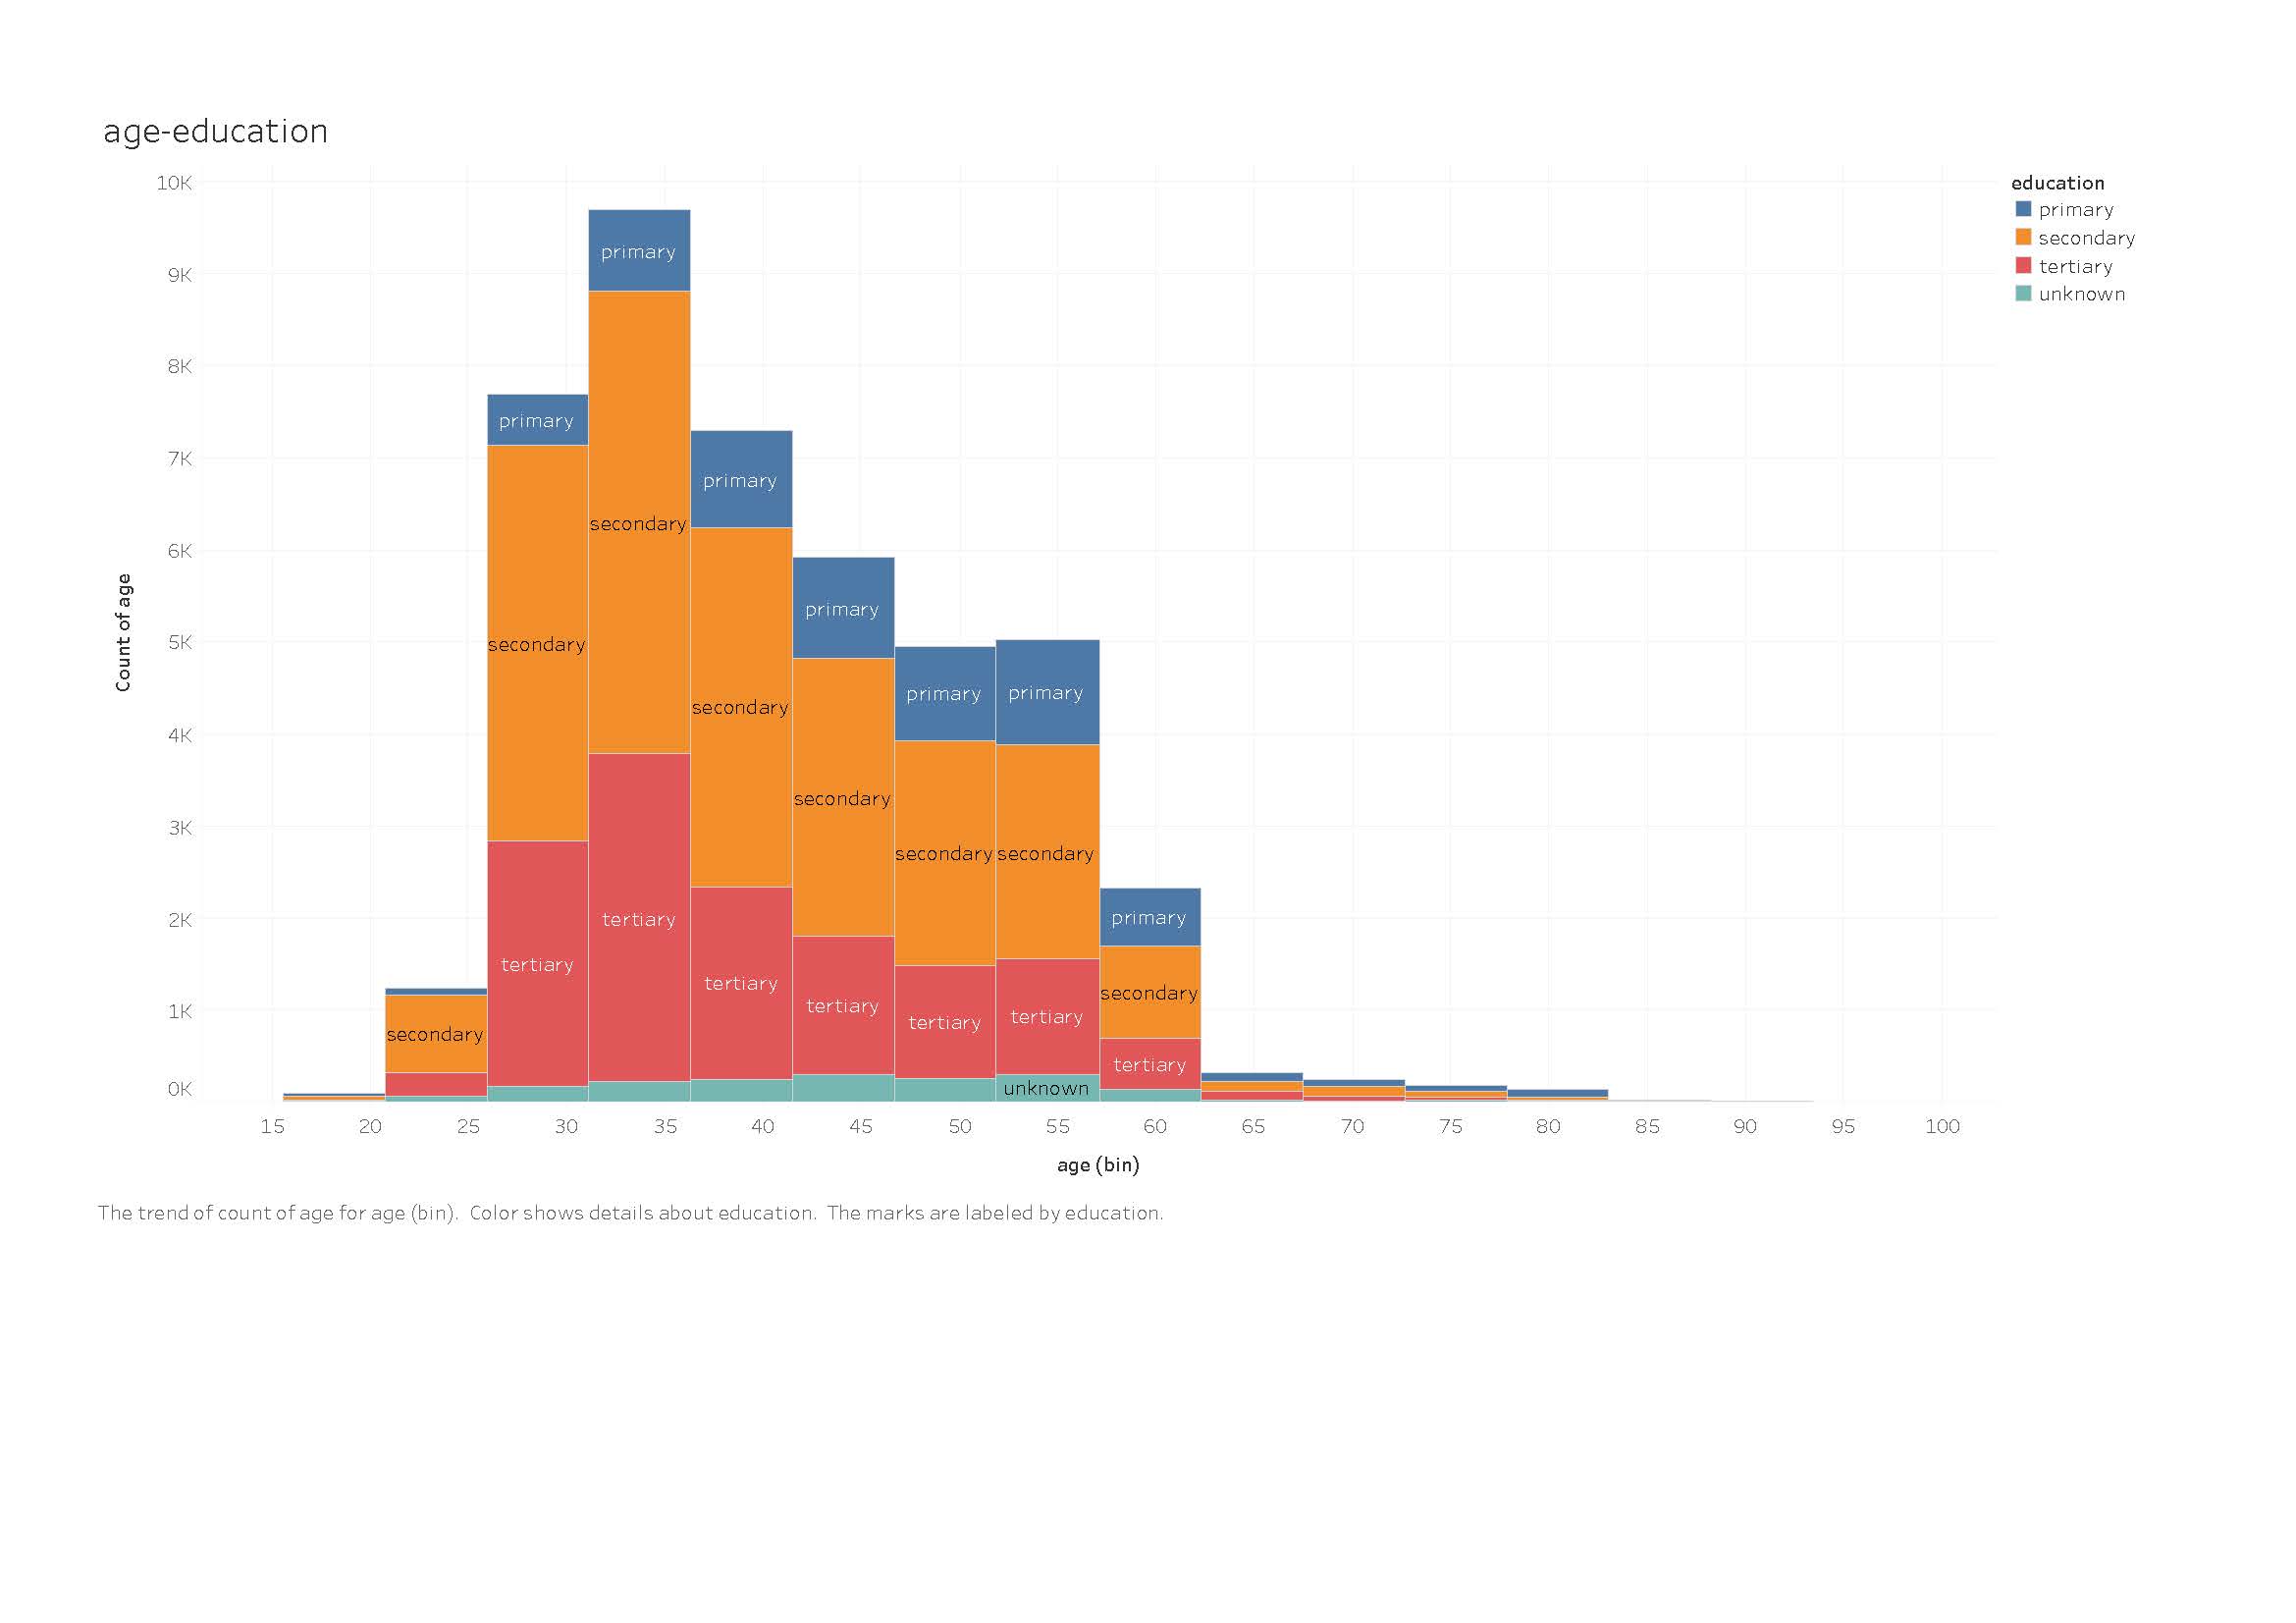 age-education
10K
9K
8K
7K
6K
5K
4K
3K
2K
1K
0K
Count of age
primary
primary
primary
primary
primary
primary
primary
secondary
secondary
secondary
secondary
secondary
secondary
secondary
secondary
tertiary
tertiary
tertiary
tertiary
tertiary
tertiary
tertiary
unknown
15 20 25 30 35 40 45 50 55 60 65 70 75 80 85 90 95 100
age (bin)
education
primary
secondary
tertiary
unknown
The trend of count of age for age (bin).  Color shows details about education.  The marks are labeled by education.